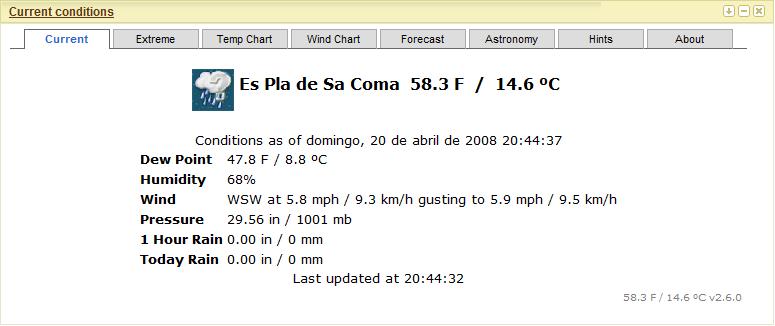 Current conditions
Current Extreme Temp Chart Wind Chart Forecast Astronomy Hints About
Es Pla de Sa Coma 58.3 F / 14.6 ºC
Conditions as of domingo, 20 de abril de 2008 20:44:37
Dew Point 47.8 F / 8.8 ºC
Humidity 68%
Wind WSW at 5.8 mph / 9.3 km/h gusting to 5.9 mph / 9.5 km/h
Pressure 29.56 in / 1001 mb
1 Hour Rain 0.00 in / 0 mm
Today Rain 0.00 in / 0 mm
Last updated at 20:44:32
58.3 F / 14.6 ºC v2.6.0